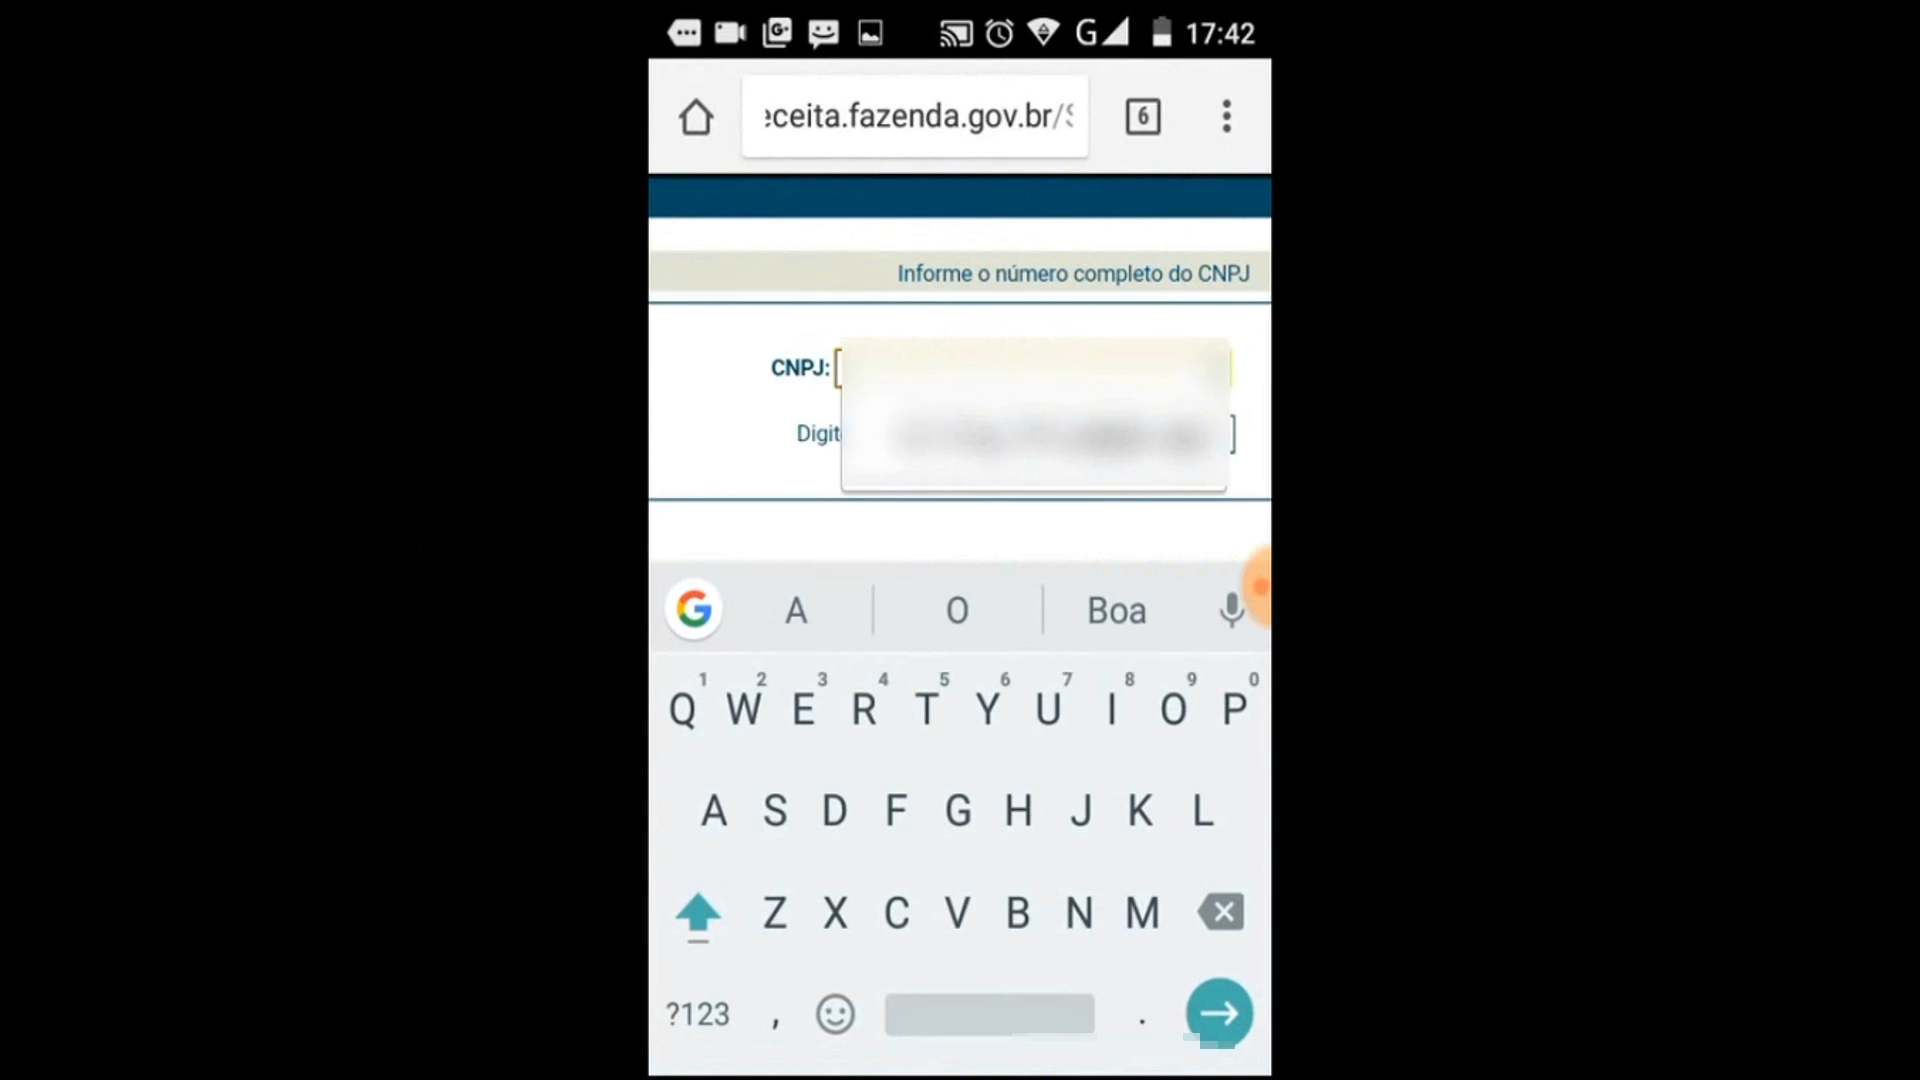 17:42
eceita.fazenda.gov.br/S
6
Informe o número completo do CNPJ
CNPJ:
Digit
A O Boa
1 2 3 4 5 6 7 8 9 0
Q W E R T Y U I O P
A S D F G H J K L
Z X C V B N M
?123 , .